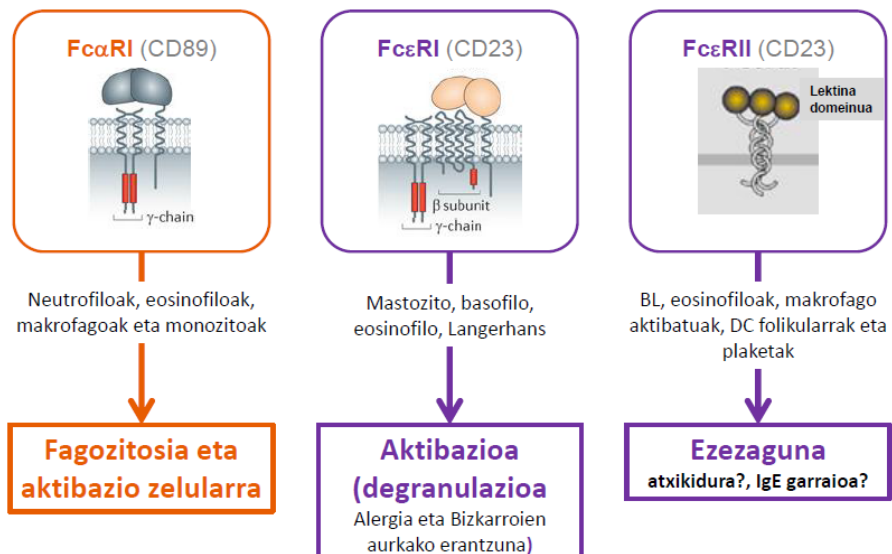 FcαRI (CD89)
γ-chain
Neutrofiloak, eosinofiloak,
makrofagoak eta monozitoak
Fagozitosia eta
aktibazio zelularra
FcεRI (CD23)
β subunit
γ-chain
Mastozito, basofilo,
eosinofilo, Langerhans
Aktibazioa
(degranulazioa
Alergia eta Bizkarroien
aurkako erantzuna)
FcεRII (CD23)
Lektina
domeinua
BL, eosinofiloak, makrofago
aktibatuak, DC folikularrak eta
plaketak
Ezezaguna
atxikidura?, IgE garraioa?